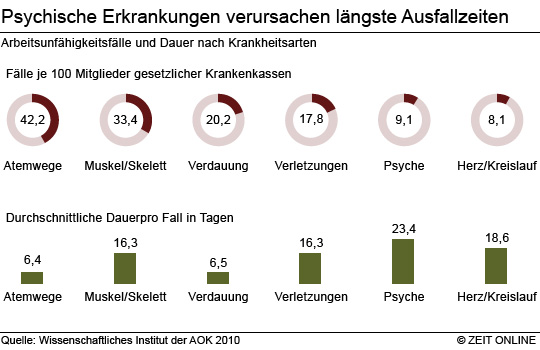 Psychische Erkrankungen verursachen längste Ausfallzeiten
Arbeitsunfähigkeitsfälle und Dauer nach Krankheitsarten
Fälle je 100 Mitglieder gesetzlicher Krankenkassen
42,2 33,4 20,2 17,8 9,1 8,1
Atemwege Muskel/Skelett Verdauung Verletzungen Psyche Herz/Kreislauf
Durchschnittliche Dauerpro Fall in Tagen
6,4 16,3 6,5 16,3 23,4 18,6
Atemwege Muskel/Skelett Verdauung Verletzungen Psyche Herz/Kreislauf
Quelle: Wissenschaftliches Institut der AOK 2010 © ZEIT ONLINE